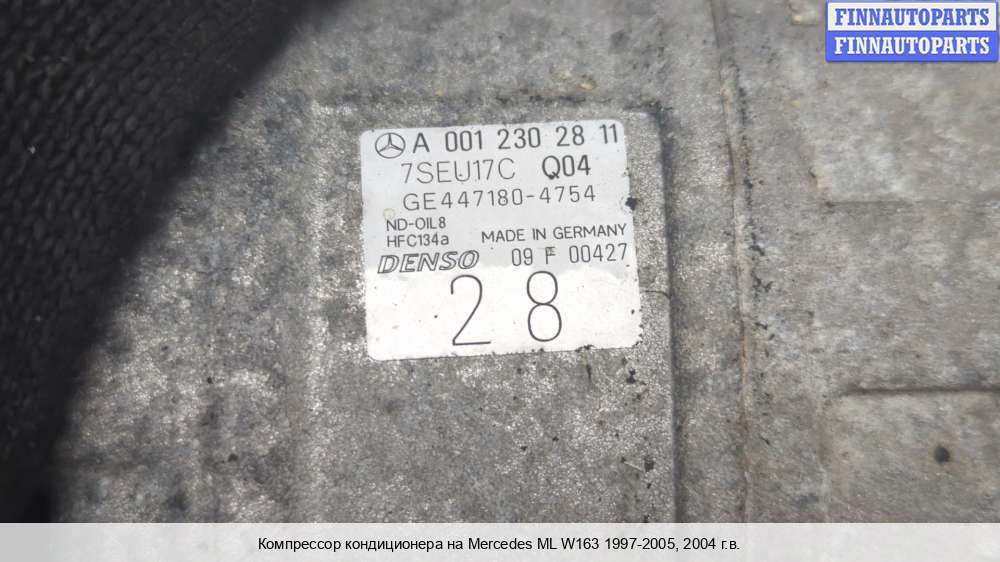 FINNAUTOPARTS
FINNAUTOPARTS
A 001 230 28 11
7SEU17C Q04
GE447180-4754
ND-OIL8
HFC134a MADE IN GERMANY
DENSO 09 F 00427
28
Компрессор кондиционера на Mercedes ML W163 1997-2005, 2004 г.в.